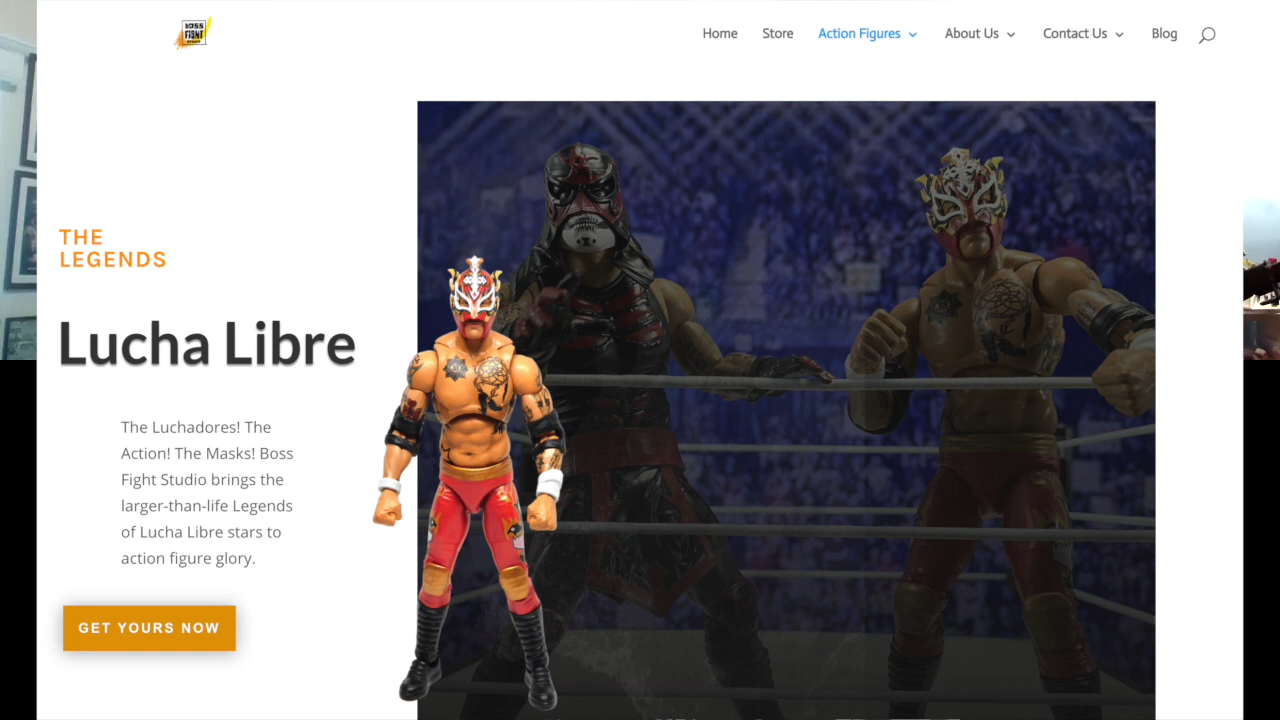 BOSS
FIGHT
Home
Store
Action Figures
About Us
Contact Us
Blog
THE
LEGENDS
Lucha Libre
The Luchadores! The
Action! The Masks! Boss
Fight Studio brings the
larger-than-life Legends
of Lucha Libre stars to
action figure glory.
GET YOURS NOW